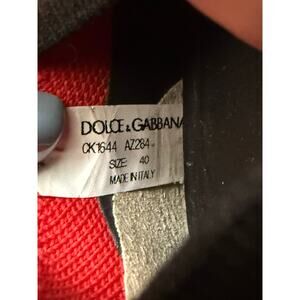 DOLCE & GABBANA
CK1644 AZ284
SIZE: 40
MADE IN ITALY